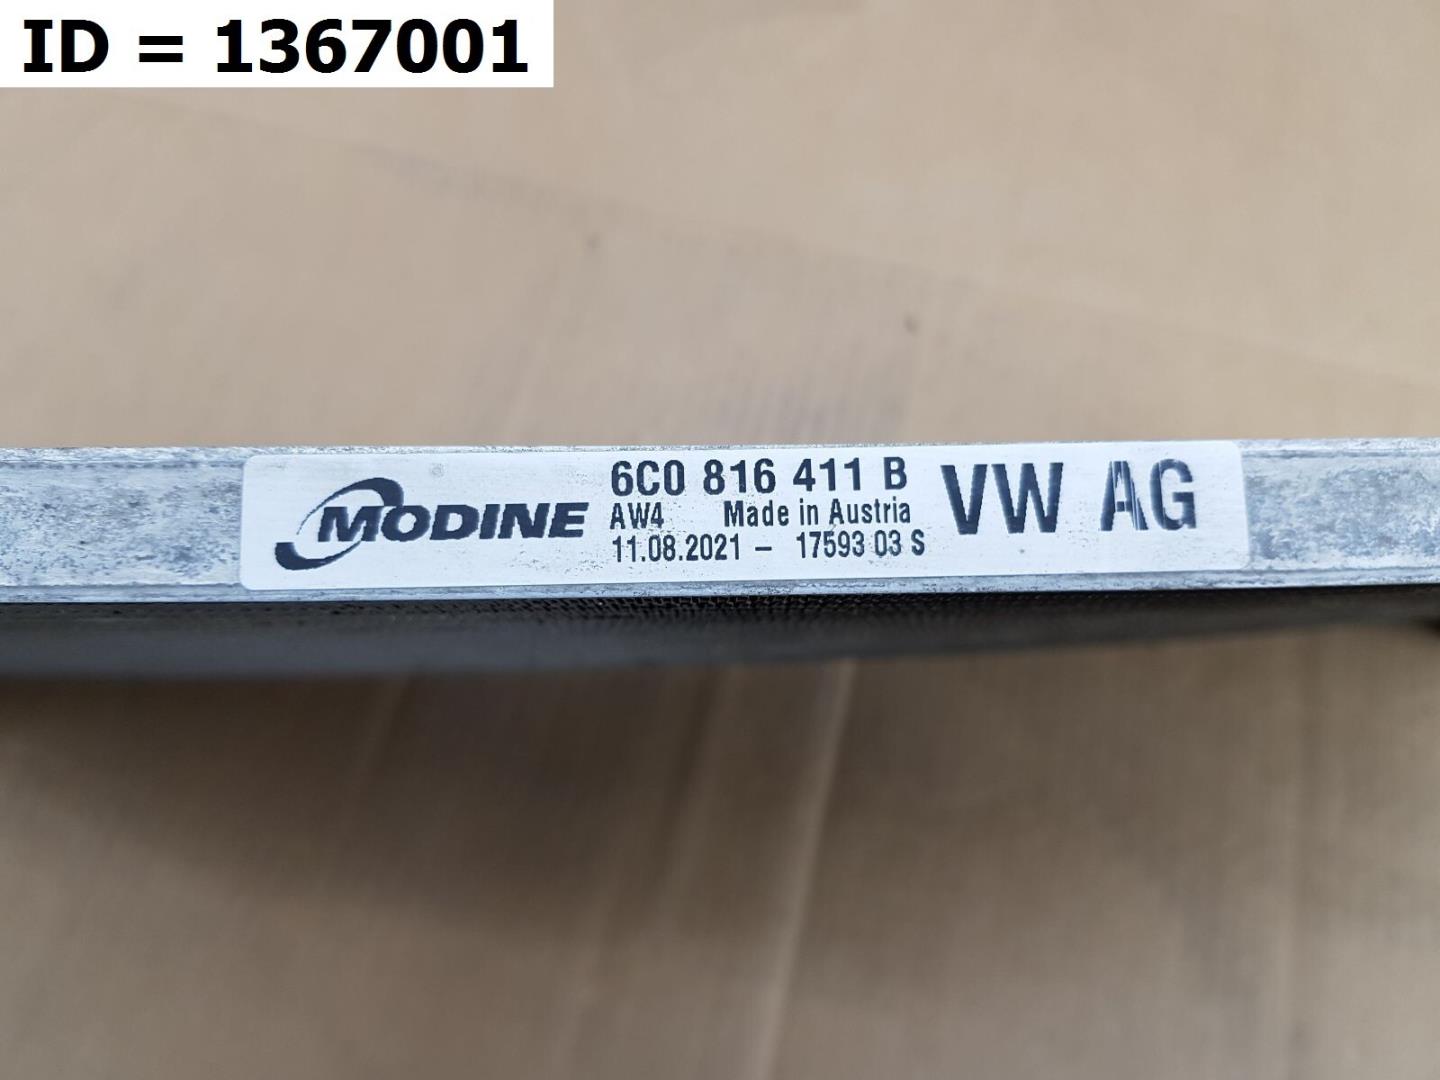 ID = 1367001
MODINE
6C0 816 411 B
AW4 Made in Austria
11.08.2021 - 17593 03 S
VW AG